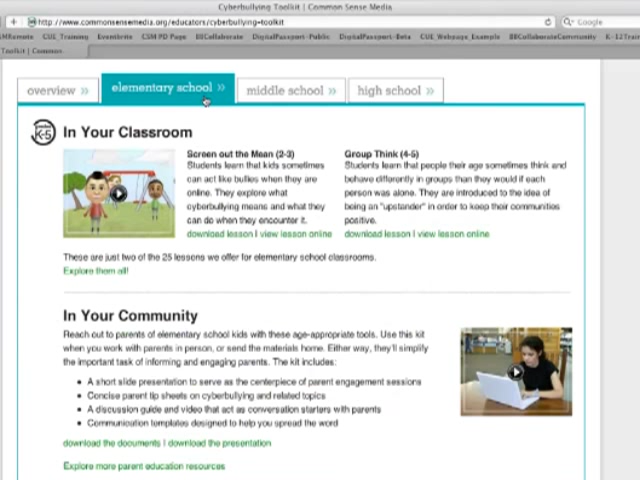 Cyberbullying Toolkit | Common Sense Media
http://www.commonsensemedia.org/educators/cyberbullying-toolkit
Google
SMRemote CUE_Training Eventbrite CSM PD Page BBCollaborate DigitalPassport-Public DigitalPassport-Beta CUE_Webpage_Example BBCollaborateCommunity K-12Train
Toolkit | Common...
overview »
elementary school »
middle school »
high school »
K-5
In Your Classroom
Screen out the Mean (2-3)
Students learn that kids sometimes
can act like bullies when they are
online. They explore what
cyberbullying means and what they
can do when they encounter it.
download lesson | view lesson online
Group Think (4-5)
Students learn that people their age sometimes think and
behave differently in groups than they would if each
person was alone. They are introduced to the idea of
being an "upstander" in order to keep their communities
positive.
download lesson | view lesson online
These are just two of the 25 lessons we offer for elementary school classrooms.
Explore them all!
In Your Community
Reach out to parents of elementary school kids with these age-appropriate tools. Use this kit
when you work with parents in person, or send the materials home. Either way, they'll simplify
the important task of informing and engaging parents. The kit includes:
• A short slide presentation to serve as the centerpiece of parent engagement sessions
• Concise parent tip sheets on cyberbullying and related topics
• A discussion guide and video that act as conversation starters with parents
• Communication templates designed to help you spread the word
download the documents | download the presentation
Explore more parent education resources